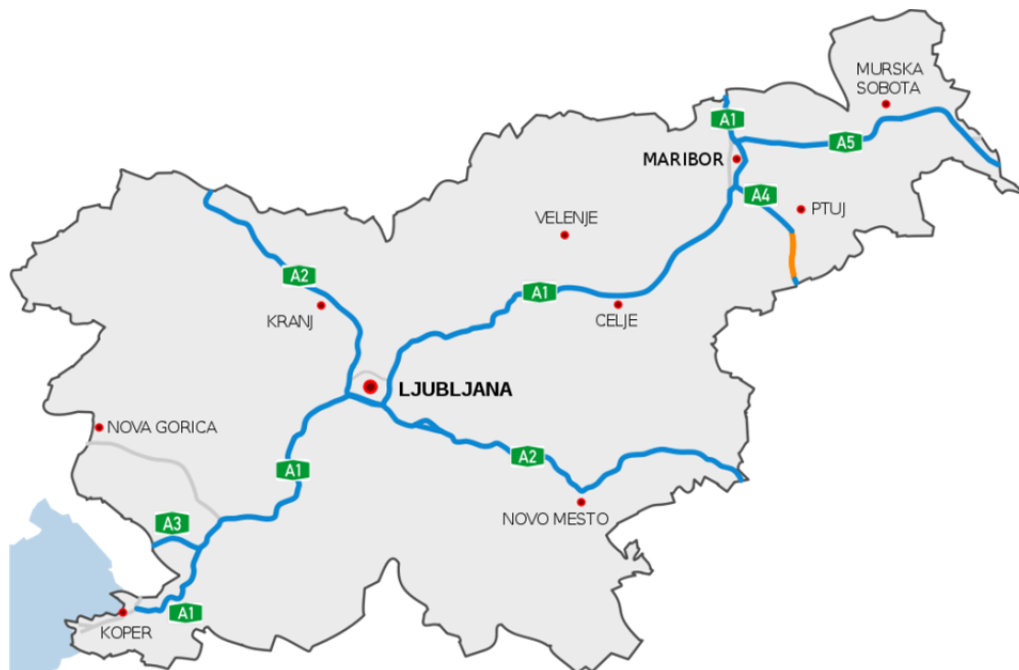 MURSKA
SOBOTA
A1
A5
MARIBOR
A4
PTUJ
VELENJE
A2
A1
KRANJ
CELJE
LJUBLJANA
NOVA GORICA
A2
A1
NOVO MESTO
A3
A1
KOPER